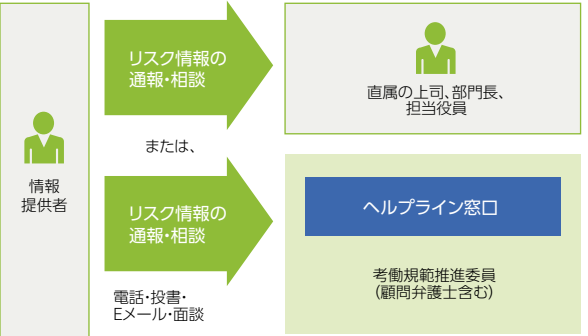 情報
提供者
リスク情報の
通報・相談
直属の上司、部門長、
担当役員
または、
リスク情報の
通報・相談
電話・投書・
Eメール・面談
ヘルプライン窓口
考働規範推進委員
（顧問弁護士含む）